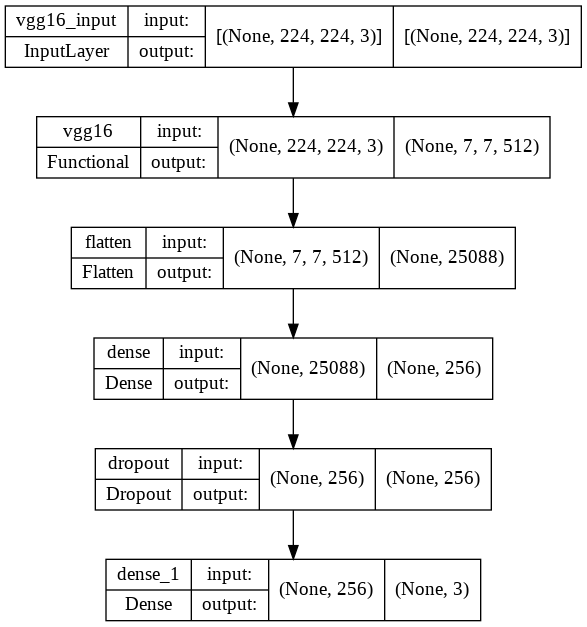 vgg16_input input: [(None, 224, 224, 3)] [(None, 224, 224, 3)]
InputLayer output:
vgg16 input: (None, 224, 224, 3) (None, 7, 7, 512)
Functional output:
flatten input: (None, 7, 7, 512) (None, 25088)
Flatten output:
dense input: (None, 25088) (None, 256)
Dense output:
dropout input: (None, 256) (None, 256)
Dropout output:
dense_1 input: (None, 256) (None, 3)
Dense output: